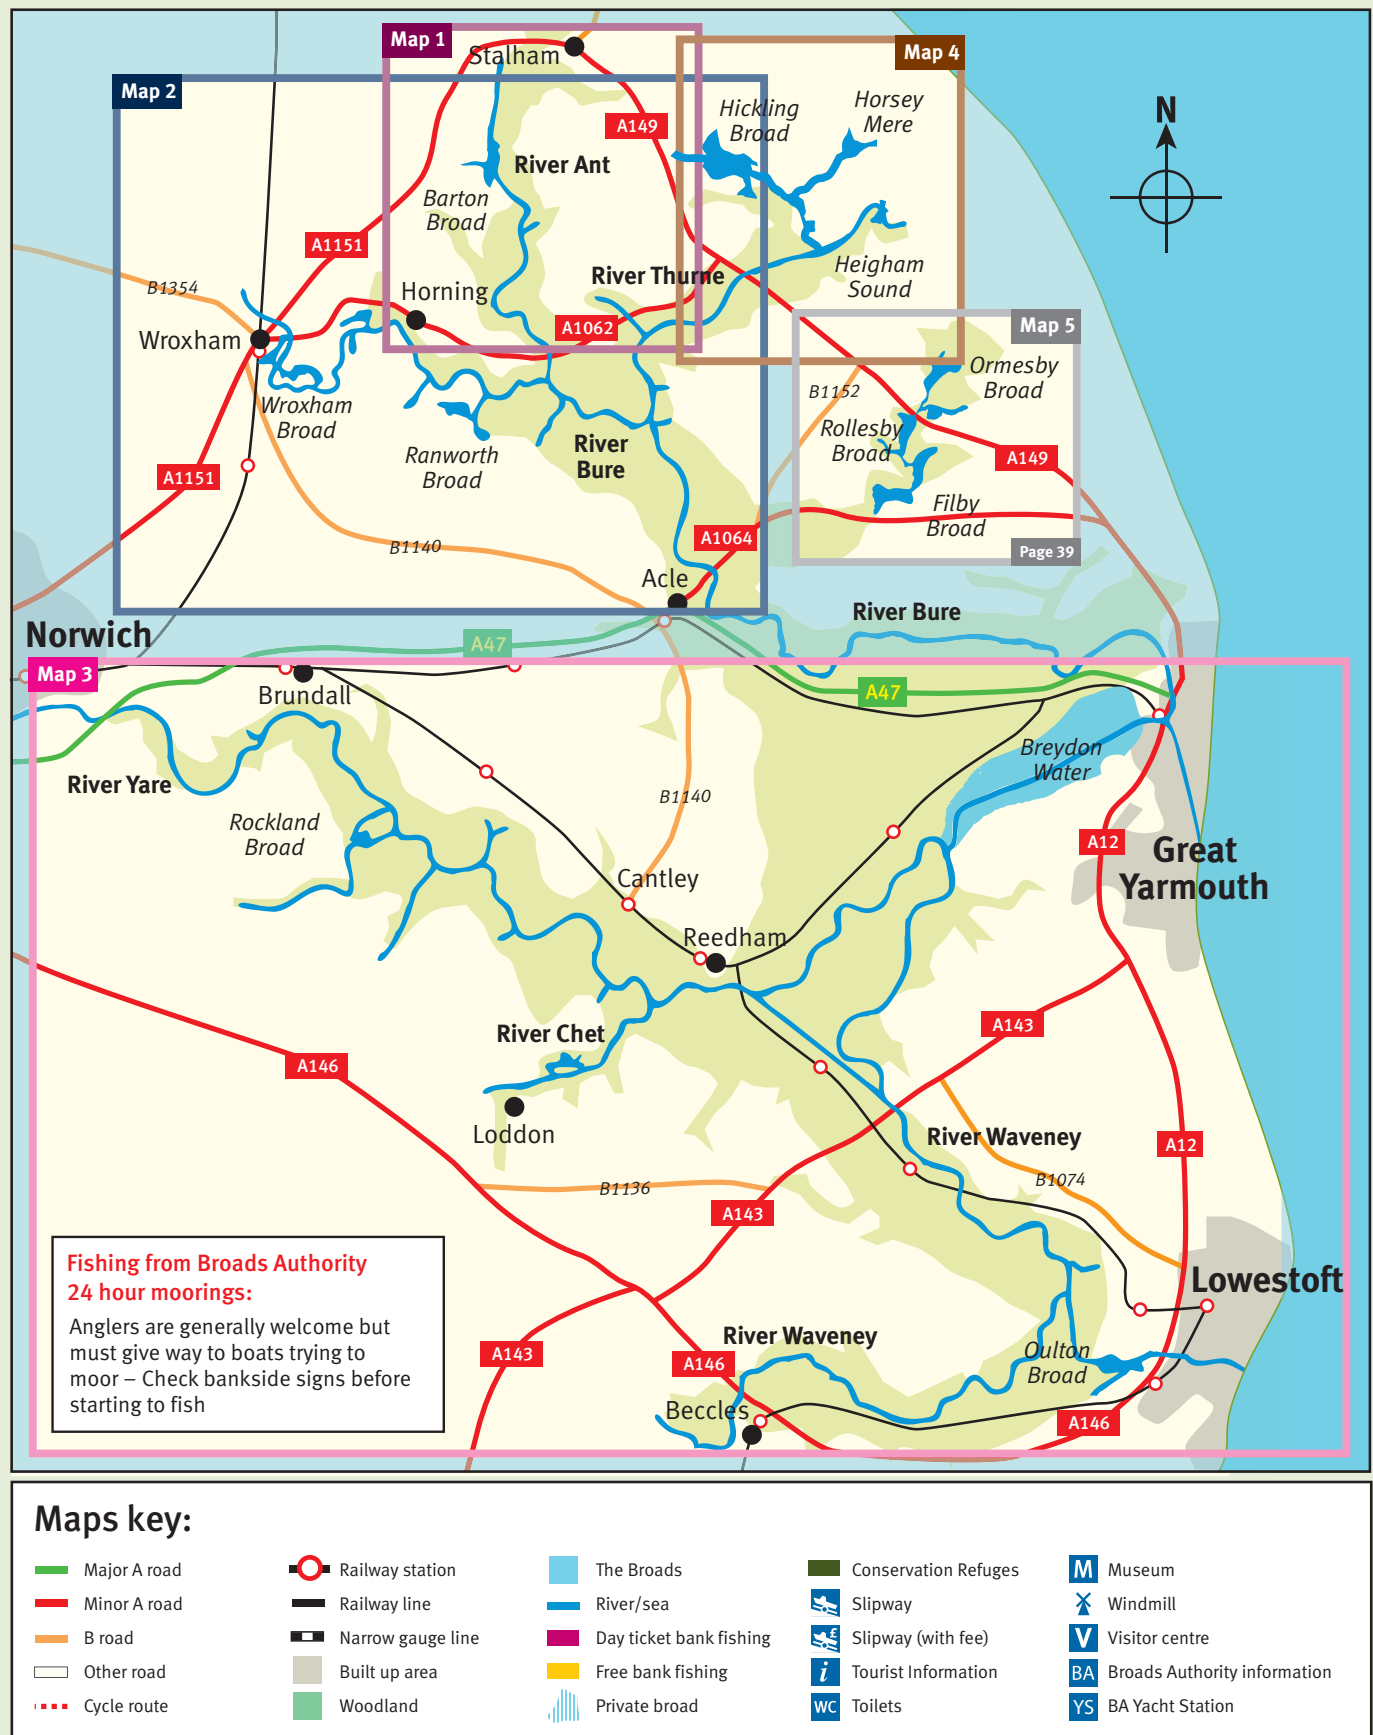 Map 1
Stalham
Map 4
Map 2
Hickling
Broad
Horsey
Mere
N
A149
River Ant
Barton
Broad
A1151
River Thurne
Heigham
Sound
B1354
Horning
A1062
Map 5
Wroxham
Ormesby
Broad
B1152
Wroxham
Broad
Rollesby
Broad
River
Bure
Ranworth
Broad
A149
A1151
Filby
Broad
A1064
B1140
Page 39
Acle
River Bure
Norwich
A47
Map 3
Brundall
A47
Breydon
Water
River Yare
B1140
Rockland
Broad
A12
Great
Yarmouth
Cantley
Reedham
River Chet
A143
A146
Loddon
River Waveney
A12
B1136
B1074
A143
Fishing from Broads Authority
24 hour moorings:
Anglers are generally welcome but
must give way to boats trying to
moor – Check bankside signs before
starting to fish
Lowestoft
River Waveney
A143
A146
Oulton
Broad
Beccles
A146
Maps key:
Major A road
Minor A road
B road
Other road
Cycle route
Railway station
Railway line
Narrow gauge line
Built up area
Woodland
The Broads
River/sea
Day ticket bank fishing
Free bank fishing
Private broad
Conservation Refuges
Slipway
£ Slipway (with fee)
i Tourist Information
WC Toilets
M Museum
Windmill
V Visitor centre
BA Broads Authority information
YS BA Yacht Station